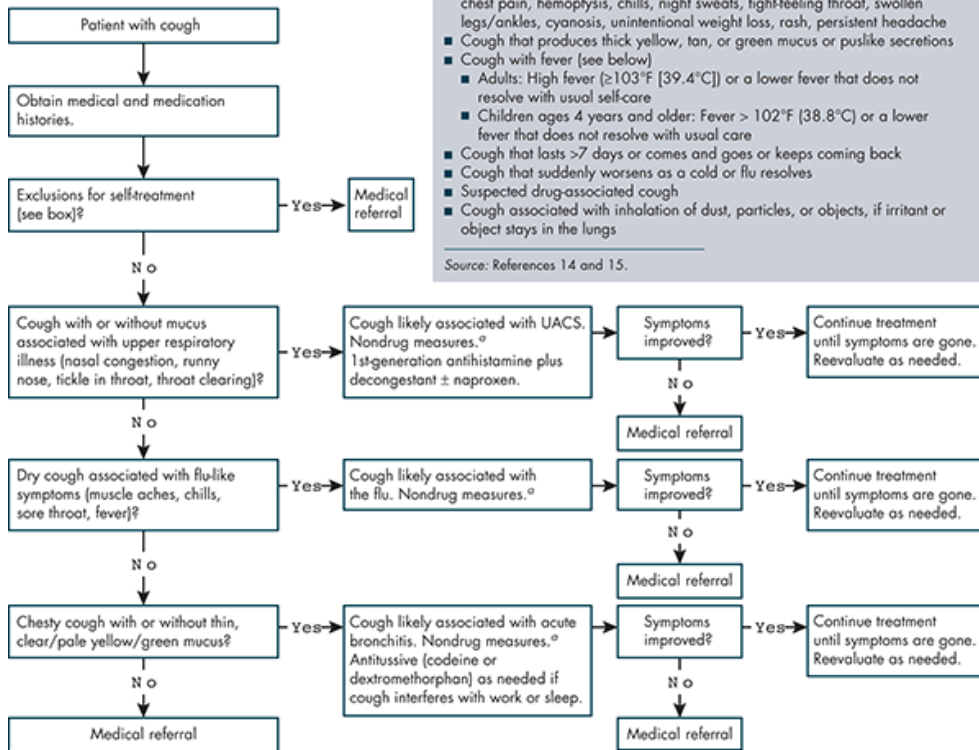 chest pain, hemoptysis, chills, night sweats, tight-feeling throat, swollen
legs/ankles, cyanosis, unintentional weight loss, rash, persistent headache
■ Cough that produces thick yellow, tan, or green mucus or puslike secretions
■ Cough with fever (see below)
■ Adults: High fever (≥103°F [39.4°C]) or a lower fever that does not
resolve with usual self-care
■ Children ages 4 years and older: Fever > 102°F (38.8°C) or a lower
fever that does not resolve with usual care
■ Cough that lasts >7 days or comes and goes or keeps coming back
■ Cough that suddenly worsens as a cold or flu resolves
■ Suspected drug-associated cough
■ Cough associated with inhalation of dust, particles, or objects, if irritant or
object stays in the lungs
Source: References 14 and 15.
Patient with cough
Obtain medical and medication
histories.
Exclusions for self-treatment
(see box)?
Yes
Medical
referral
No
Cough with or without mucus
associated with upper respiratory
illness (nasal congestion, runny
nose, tickle in throat, throat clearing)?
Yes
Cough likely associated with UACS.
Nondrug measures.a
1st-generation antihistamine plus
decongestant ± naproxen.
Symptoms
improved?
Yes
Continue treatment
until symptoms are gone.
Reevaluate as needed.
No
Medical referral
No
Dry cough associated with flu-like
symptoms (muscle aches, chills,
sore throat, fever)?
Yes
Cough likely associated with
the flu. Nondrug measures.a
Symptoms
improved?
Yes
Continue treatment
until symptoms are gone.
Reevaluate as needed.
No
Medical referral
No
Chesty cough with or without thin,
clear/pale yellow/green mucus?
Yes
Cough likely associated with acute
bronchitis. Nondrug measures.a
Antitussive (codeine or
dextromethorphan) as needed if
cough interferes with work or sleep.
Symptoms
improved?
Yes
Continue treatment
until symptoms are gone.
Reevaluate as needed.
No
Medical referral
No
Medical referral